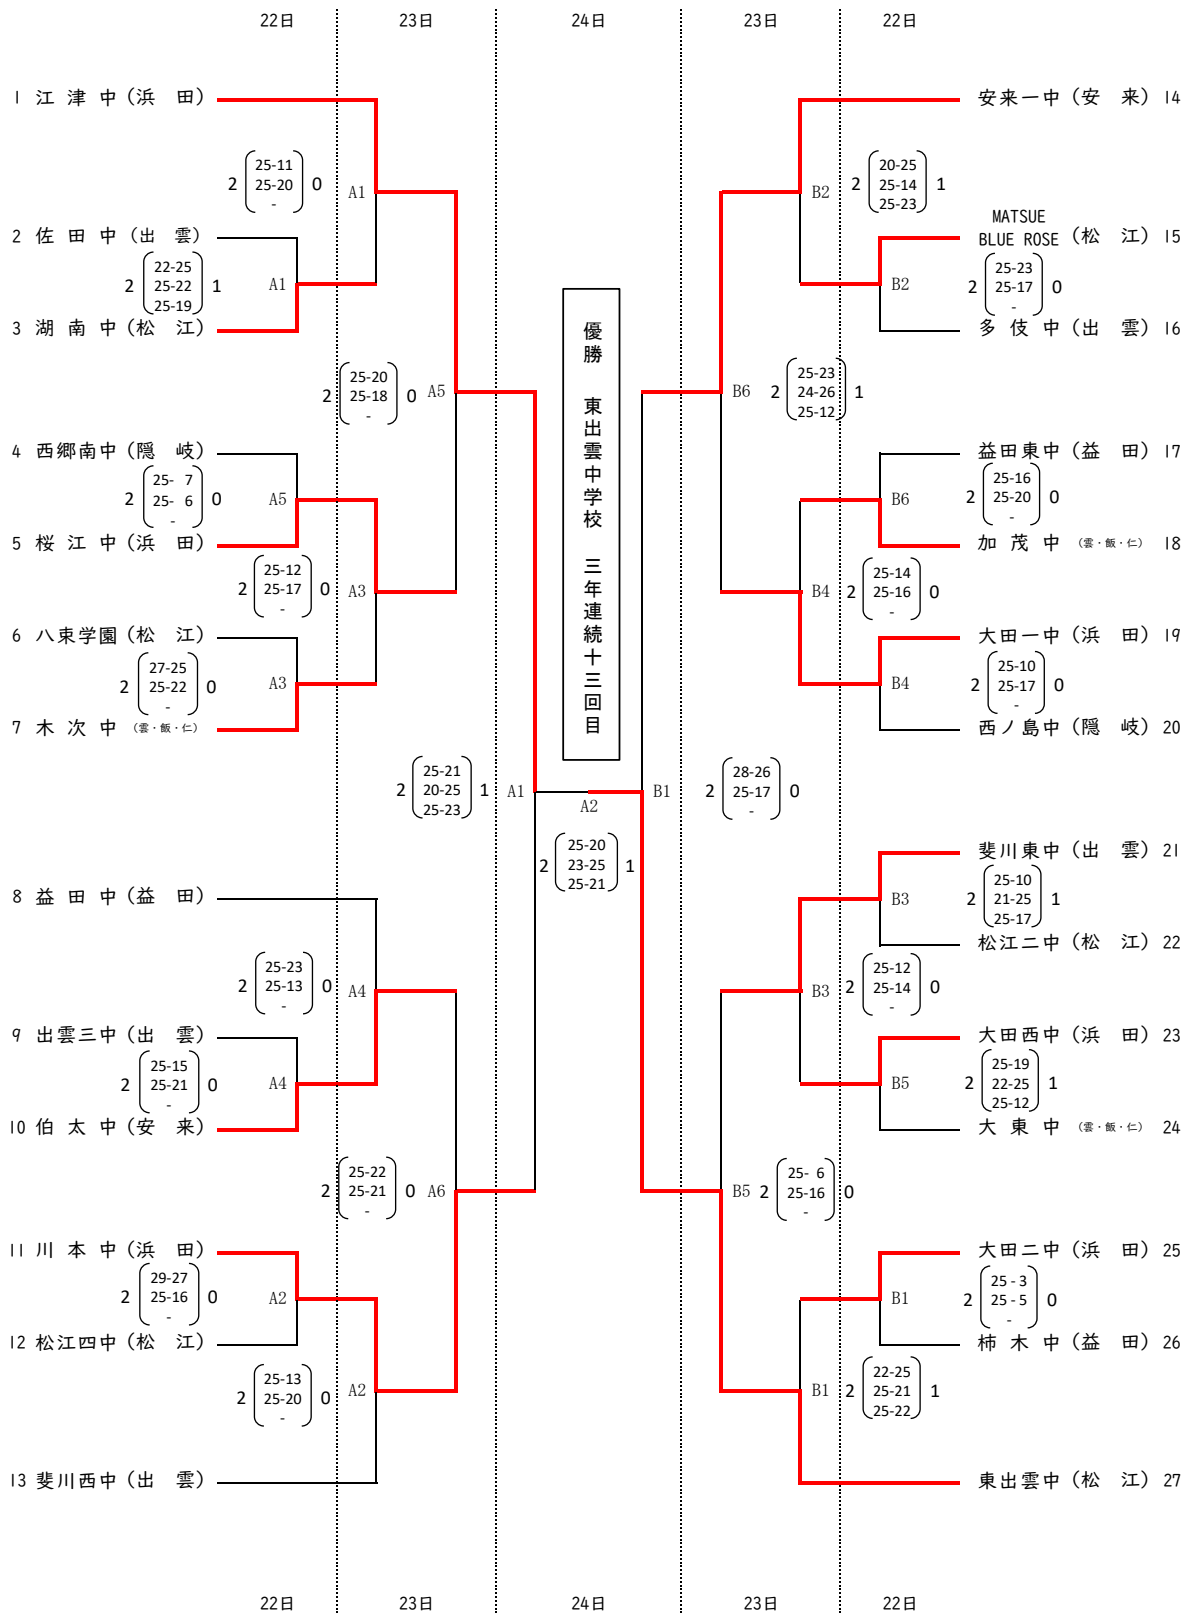 22日 23日 24日 23日 22日
1 江津中（浜 田）
安来一中（安 来）14
2 ( 25-11 25-20 - ) 0 A1
B2 2 ( 20-25 25-14 25-23 ) 1
2 佐田中（出 雲）
MATSUE
BLUE ROSE（松 江）15
2 ( 22-25 25-22 25-19 ) 1 A1
B2 2 ( 25-23 25-17 - ) 0
3 湖南中（松 江）
多伎中（出 雲）16
2 ( 25-20 25-18 - ) 0 A5
B6 2 ( 25-23 24-26 25-12 ) 1
4 西郷南中（隠 岐）
益田東中（益 田）17
2 ( 25- 7 25- 6 - ) 0 A5
B6 2 ( 25-16 25-20 - ) 0
5 桜江中（浜 田）
加茂中（雲・飯・仁）18
2 ( 25-12 25-17 - ) 0 A3
B4 2 ( 25-14 25-16 - ) 0
6 八束学園（松 江）
大田一中（浜 田）19
2 ( 27-25 25-22 - ) 0 A3
B4 2 ( 25-10 25-17 - ) 0
7 木次中（雲・飯・仁）
西ノ島中（隠 岐）20
優勝 東出雲中学校 三年連続十三回目
2 ( 25-21 20-25 25-23 ) 1 A1
B1 2 ( 28-26 25-17 - ) 0
A2
2 ( 25-20 23-25 25-21 ) 1
斐川東中（出 雲）21
8 益田中（益 田）
B3 2 ( 25-10 21-25 25-17 ) 1
松江二中（松 江）22
2 ( 25-23 25-13 - ) 0 A4
B3 2 ( 25-12 25-14 - ) 0
9 出雲三中（出 雲）
大田西中（浜 田）23
2 ( 25-15 25-21 - ) 0 A4
B5 2 ( 25-19 22-25 25-12 ) 1
10 伯太中（安 来）
大東中（雲・飯・仁）24
2 ( 25-22 25-21 - ) 0 A6
B5 2 ( 25- 6 25-16 - ) 0
11 川本中（浜 田）
大田二中（浜 田）25
2 ( 29-27 25-16 - ) 0 A2
B1 2 ( 25 - 3 25 - 5 - ) 0
12 松江四中（松 江）
柿木中（益 田）26
2 ( 25-13 25-20 - ) 0 A2
B1 2 ( 22-25 25-21 25-22 ) 1
13 斐川西中（出 雲）
東出雲中（松 江）27
22日 23日 24日 23日 22日